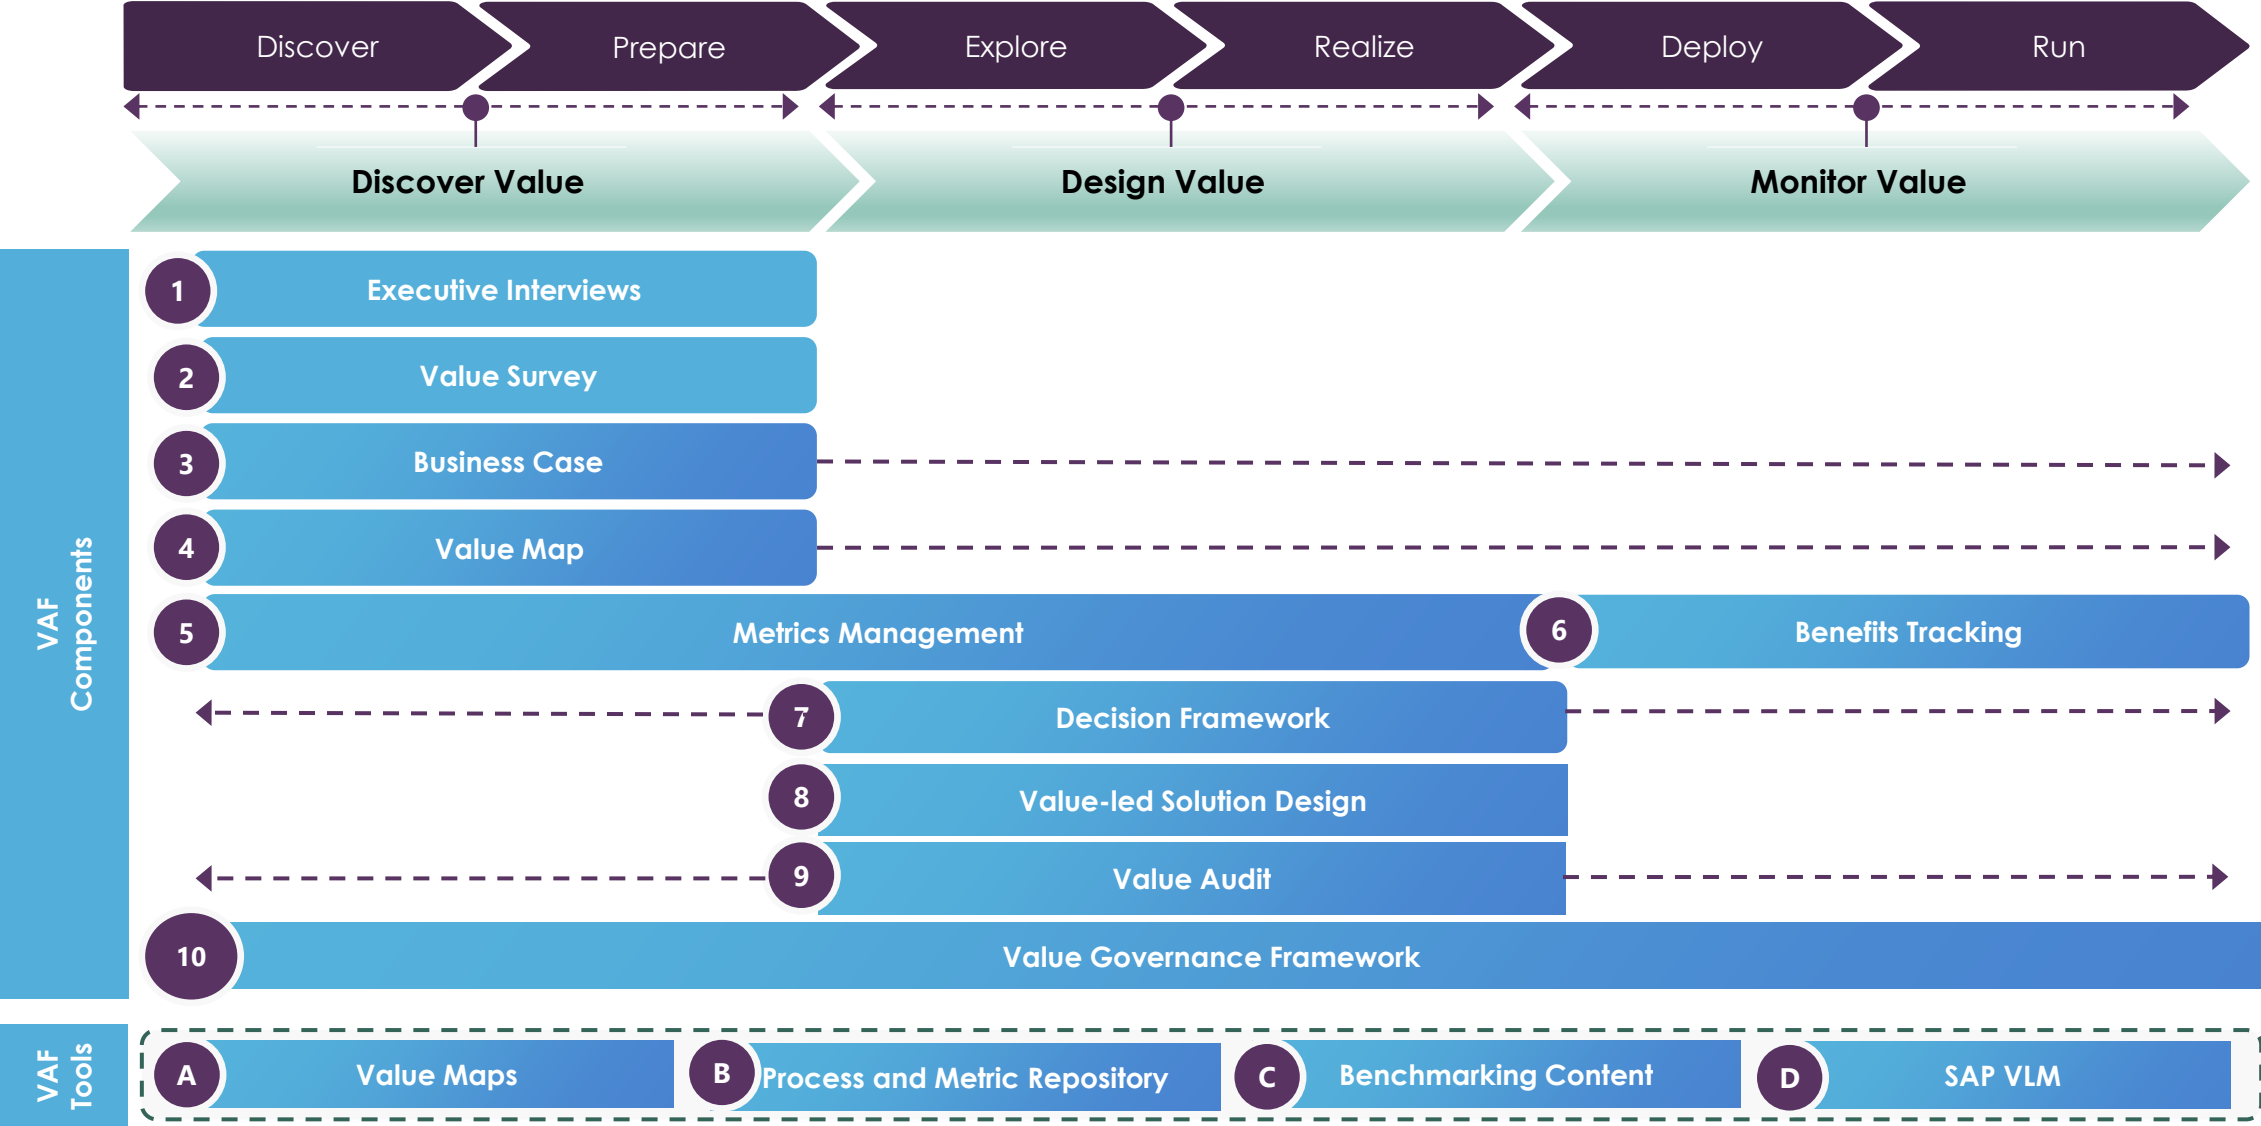 Discover
Prepare
Explore
Realize
Deploy
Run
Discover Value
Design Value
Monitor Value
VAF
Components
1
Executive Interviews
2
Value Survey
3
Business Case
4
Value Map
5
Metrics Management
6
Benefits Tracking
7
Decision Framework
8
Value-led Solution Design
9
Value Audit
10
Value Governance Framework
VAF
Tools
A
Value Maps
B
Process and Metric Repository
C
Benchmarking Content
D
SAP VLM